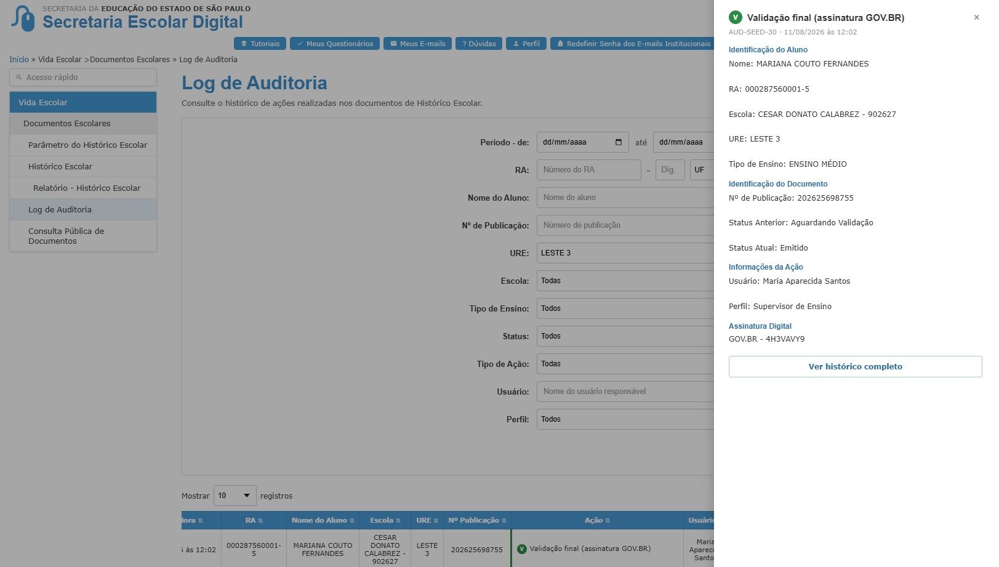 SECRETARIA DA EDUCAÇÃO DO ESTADO DE SÃO PAULO
Secretaria Escolar Digital
Tutoriais
Meus Questionários
Meus E-mails
? Dúvidas
Perfil
Redefinir Senha dos E-mails Institucionais
Início » Vida Escolar >Documentos Escolares » Log de Auditoria
Acesso rápido
Vida Escolar
Documentos Escolares
Parâmetro do Histórico Escolar
Histórico Escolar
Relatório - Histórico Escolar
Log de Auditoria
Consulta Pública de
Documentos
Log de Auditoria
Consulte o histórico de ações realizadas nos documentos de Histórico Escolar.
Período - de: dd/mm/aaaa até dd/mm/aaaa
RA: Número do RA - Díg. UF
Nome do Aluno: Nome do aluno
Nº de Publicação: Número de publicação
URE: LESTE 3
Escola: Todas
Tipo de Ensino: Todos
Status: Todos
Tipo de Ação: Todas
Usuário: Nome do usuário responsável
Perfil: Todos
Mostrar 10 registros
RA Nome do Aluno Escola URE Nº Publicação Ação
às 12:02
000287560001-
5
MARIANA COUTO
FERNANDES
CESAR
DONATO
CALABREZ -
902627
LESTE
3
202625698755
V Validação final (assinatura GOV.BR)
V Validação final (assinatura GOV.BR) ×
AUD-SEED-30 · 11/08/2026 às 12:02
Identificação do Aluno
Nome: MARIANA COUTO FERNANDES
RA: 000287560001-5
Escola: CESAR DONATO CALABREZ - 902627
URE: LESTE 3
Tipo de Ensino: ENSINO MÉDIO
Identificação do Documento
Nº de Publicação: 202625698755
Status Anterior: Aguardando Validação
Status Atual: Emitido
Informações da Ação
Usuário: Maria Aparecida Santos
Perfil: Supervisor de Ensino
Assinatura Digital
GOV.BR - 4H3VAVY9
Ver histórico completo